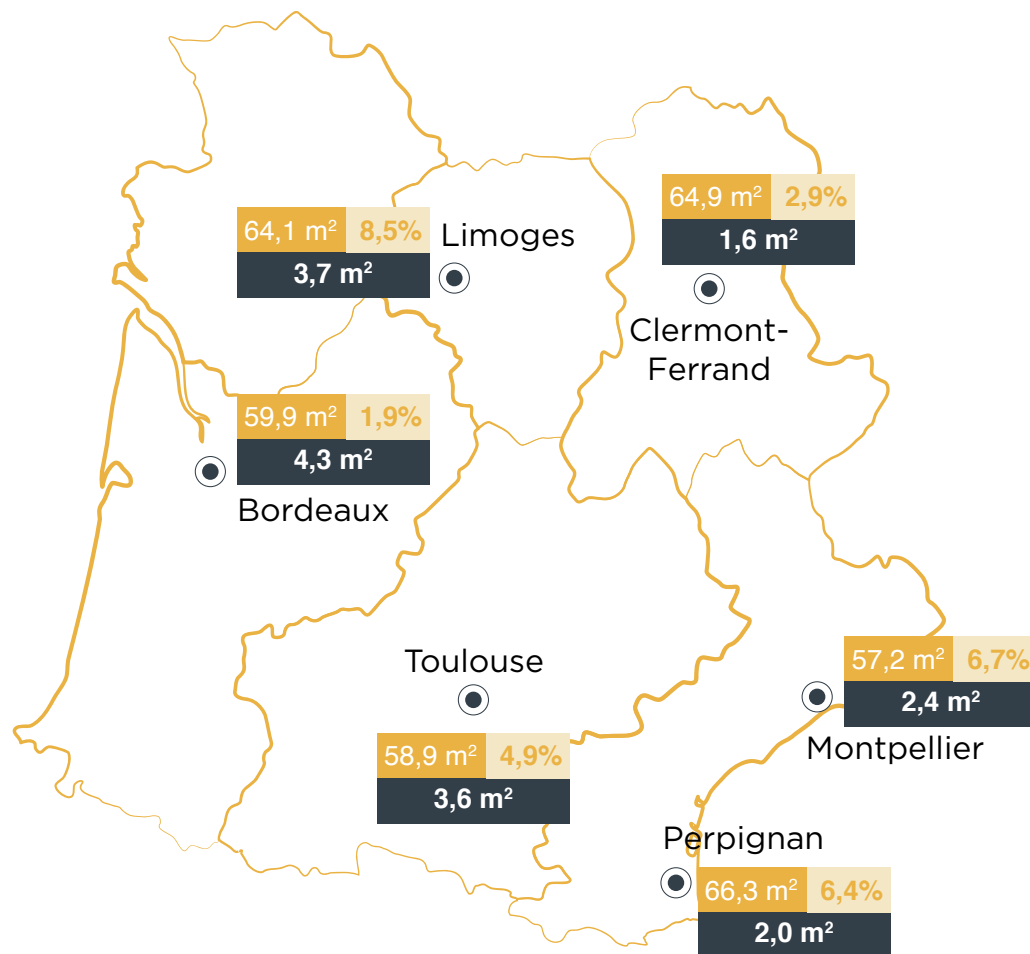 64,9 m² 2,9%
1,6 m²
Clermont-
Ferrand
64,1 m² 8,5%
3,7 m²
Limoges
59,9 m² 1,9%
4,3 m²
Bordeaux
Toulouse
58,9 m² 4,9%
3,6 m²
57,2 m² 6,7%
2,4 m²
Montpellier
Perpignan
66,3 m² 6,4%
2,0 m²